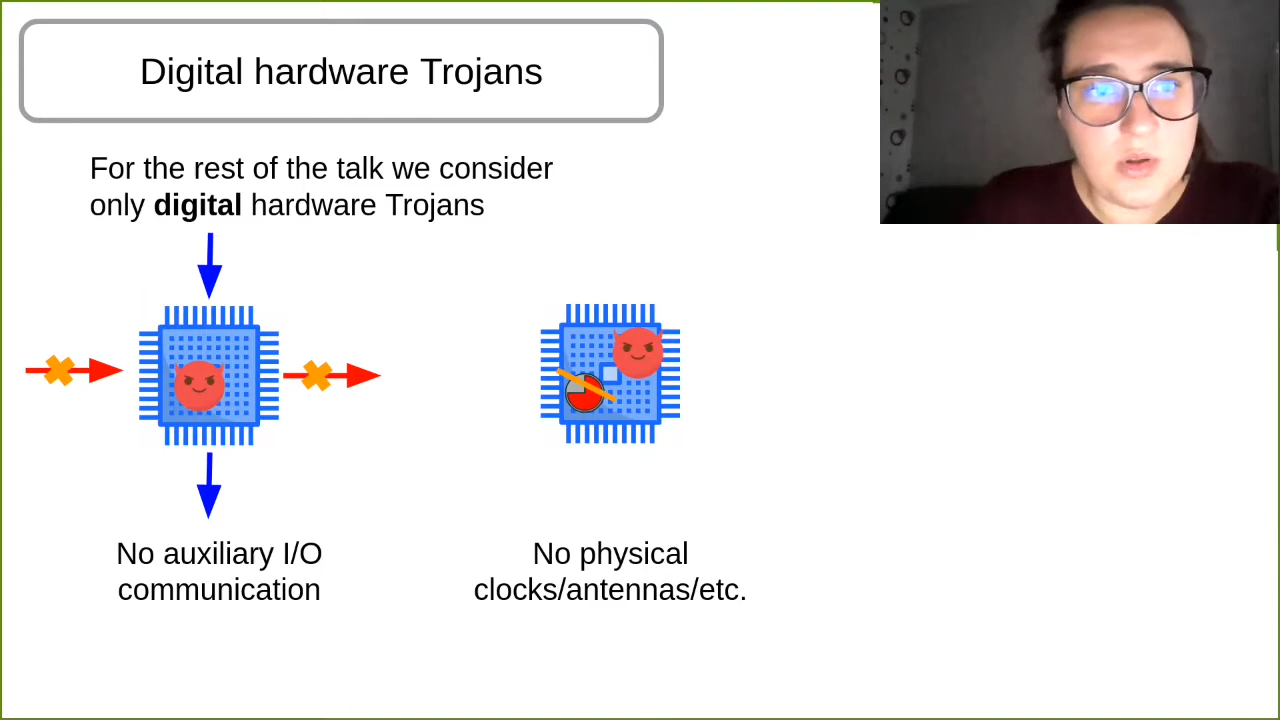 Digital hardware Trojans
For the rest of the talk we consider
only digital hardware Trojans
No auxiliary I/O
communication
No physical
clocks/antennas/etc.